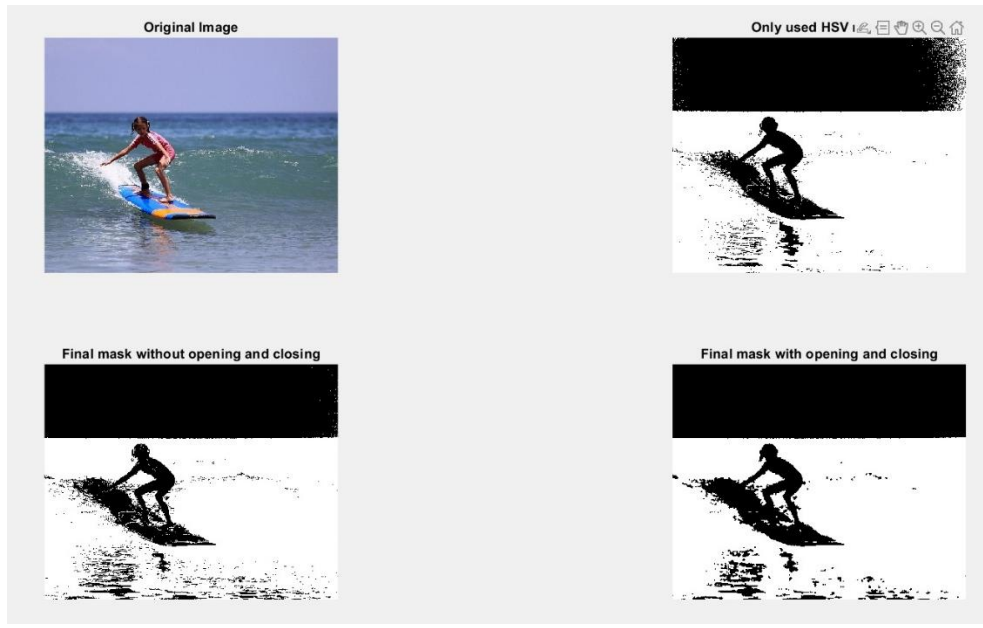 Original Image
Only used HSV
Final mask without opening and closing
Final mask with opening and closing